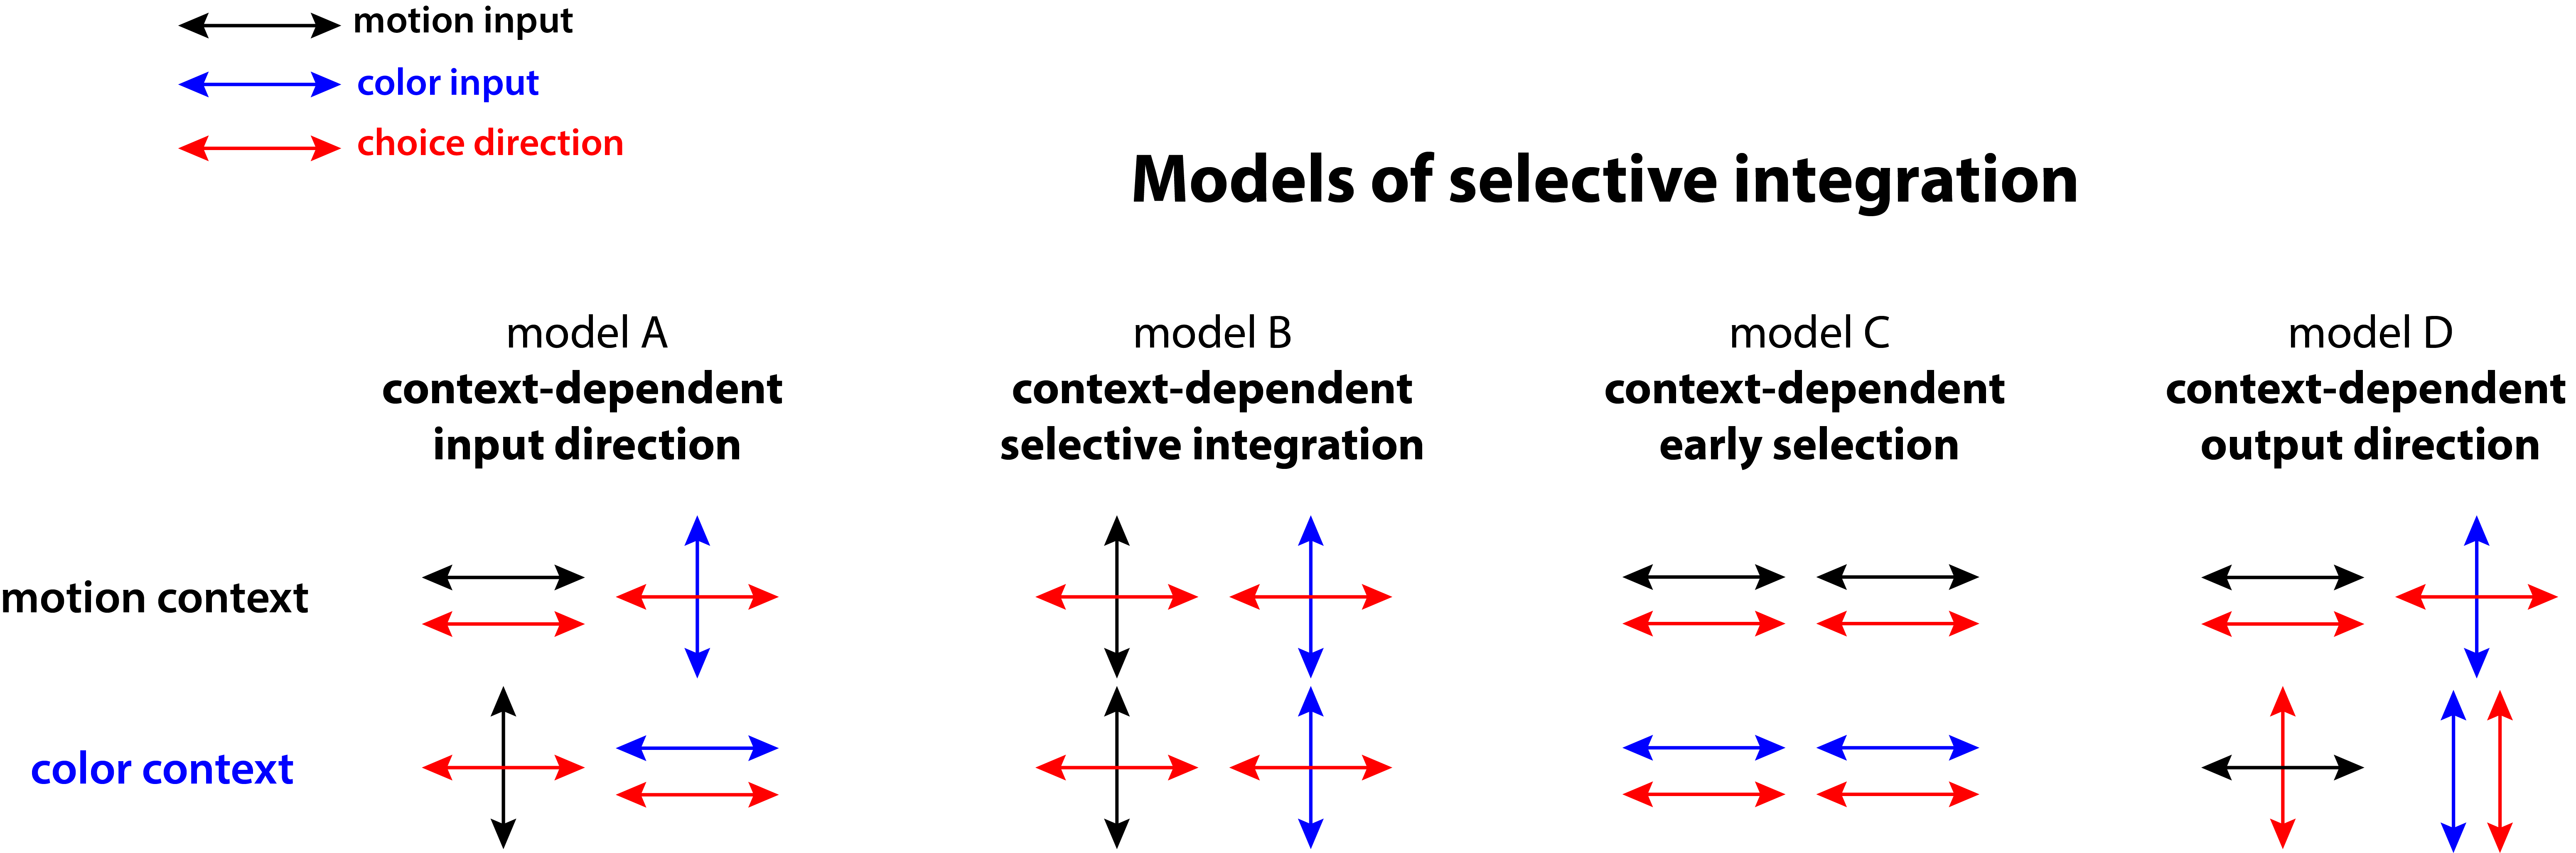 motion input
color input
choice direction
Models of selective integration
model A
context-dependent
input direction
model B
context-dependent
selective integration
model C
context-dependent
early selection
model D
context-dependent
output direction
motion context
color context